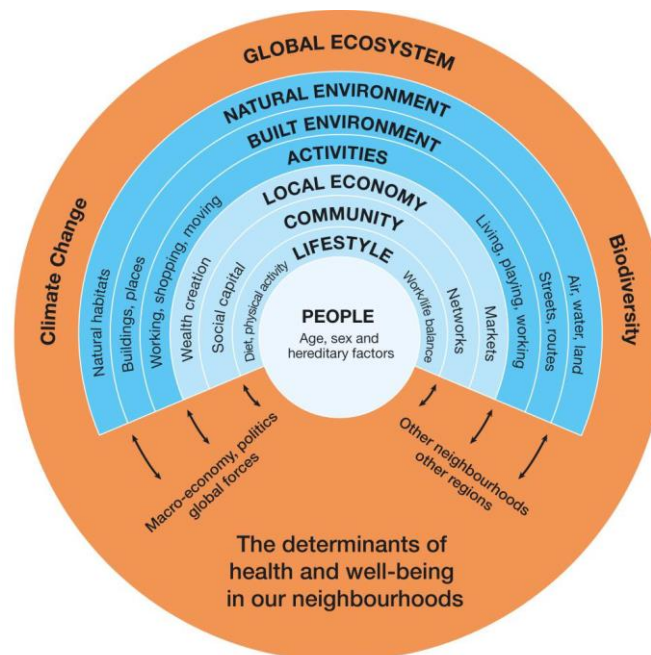 GLOBAL ECOSYSTEM
NATURAL ENVIRONMENT
BUILT ENVIRONMENT
ACTIVITIES
LOCAL ECONOMY
COMMUNITY
LIFESTYLE
Climate Change
Natural habitats
Buildings, places
Working, shopping, moving
Wealth creation
Social capital
Diet, physical activity
PEOPLE
Age, sex and
hereditary factors
Work/life balance
Networks
Markets
Living, playing, working
Streets, routes
Air, water, land
Biodiversity
Macro-economy, politics
global forces
Other neighbourhoods
other regions
The determinants of
health and well-being
in our neighbourhoods